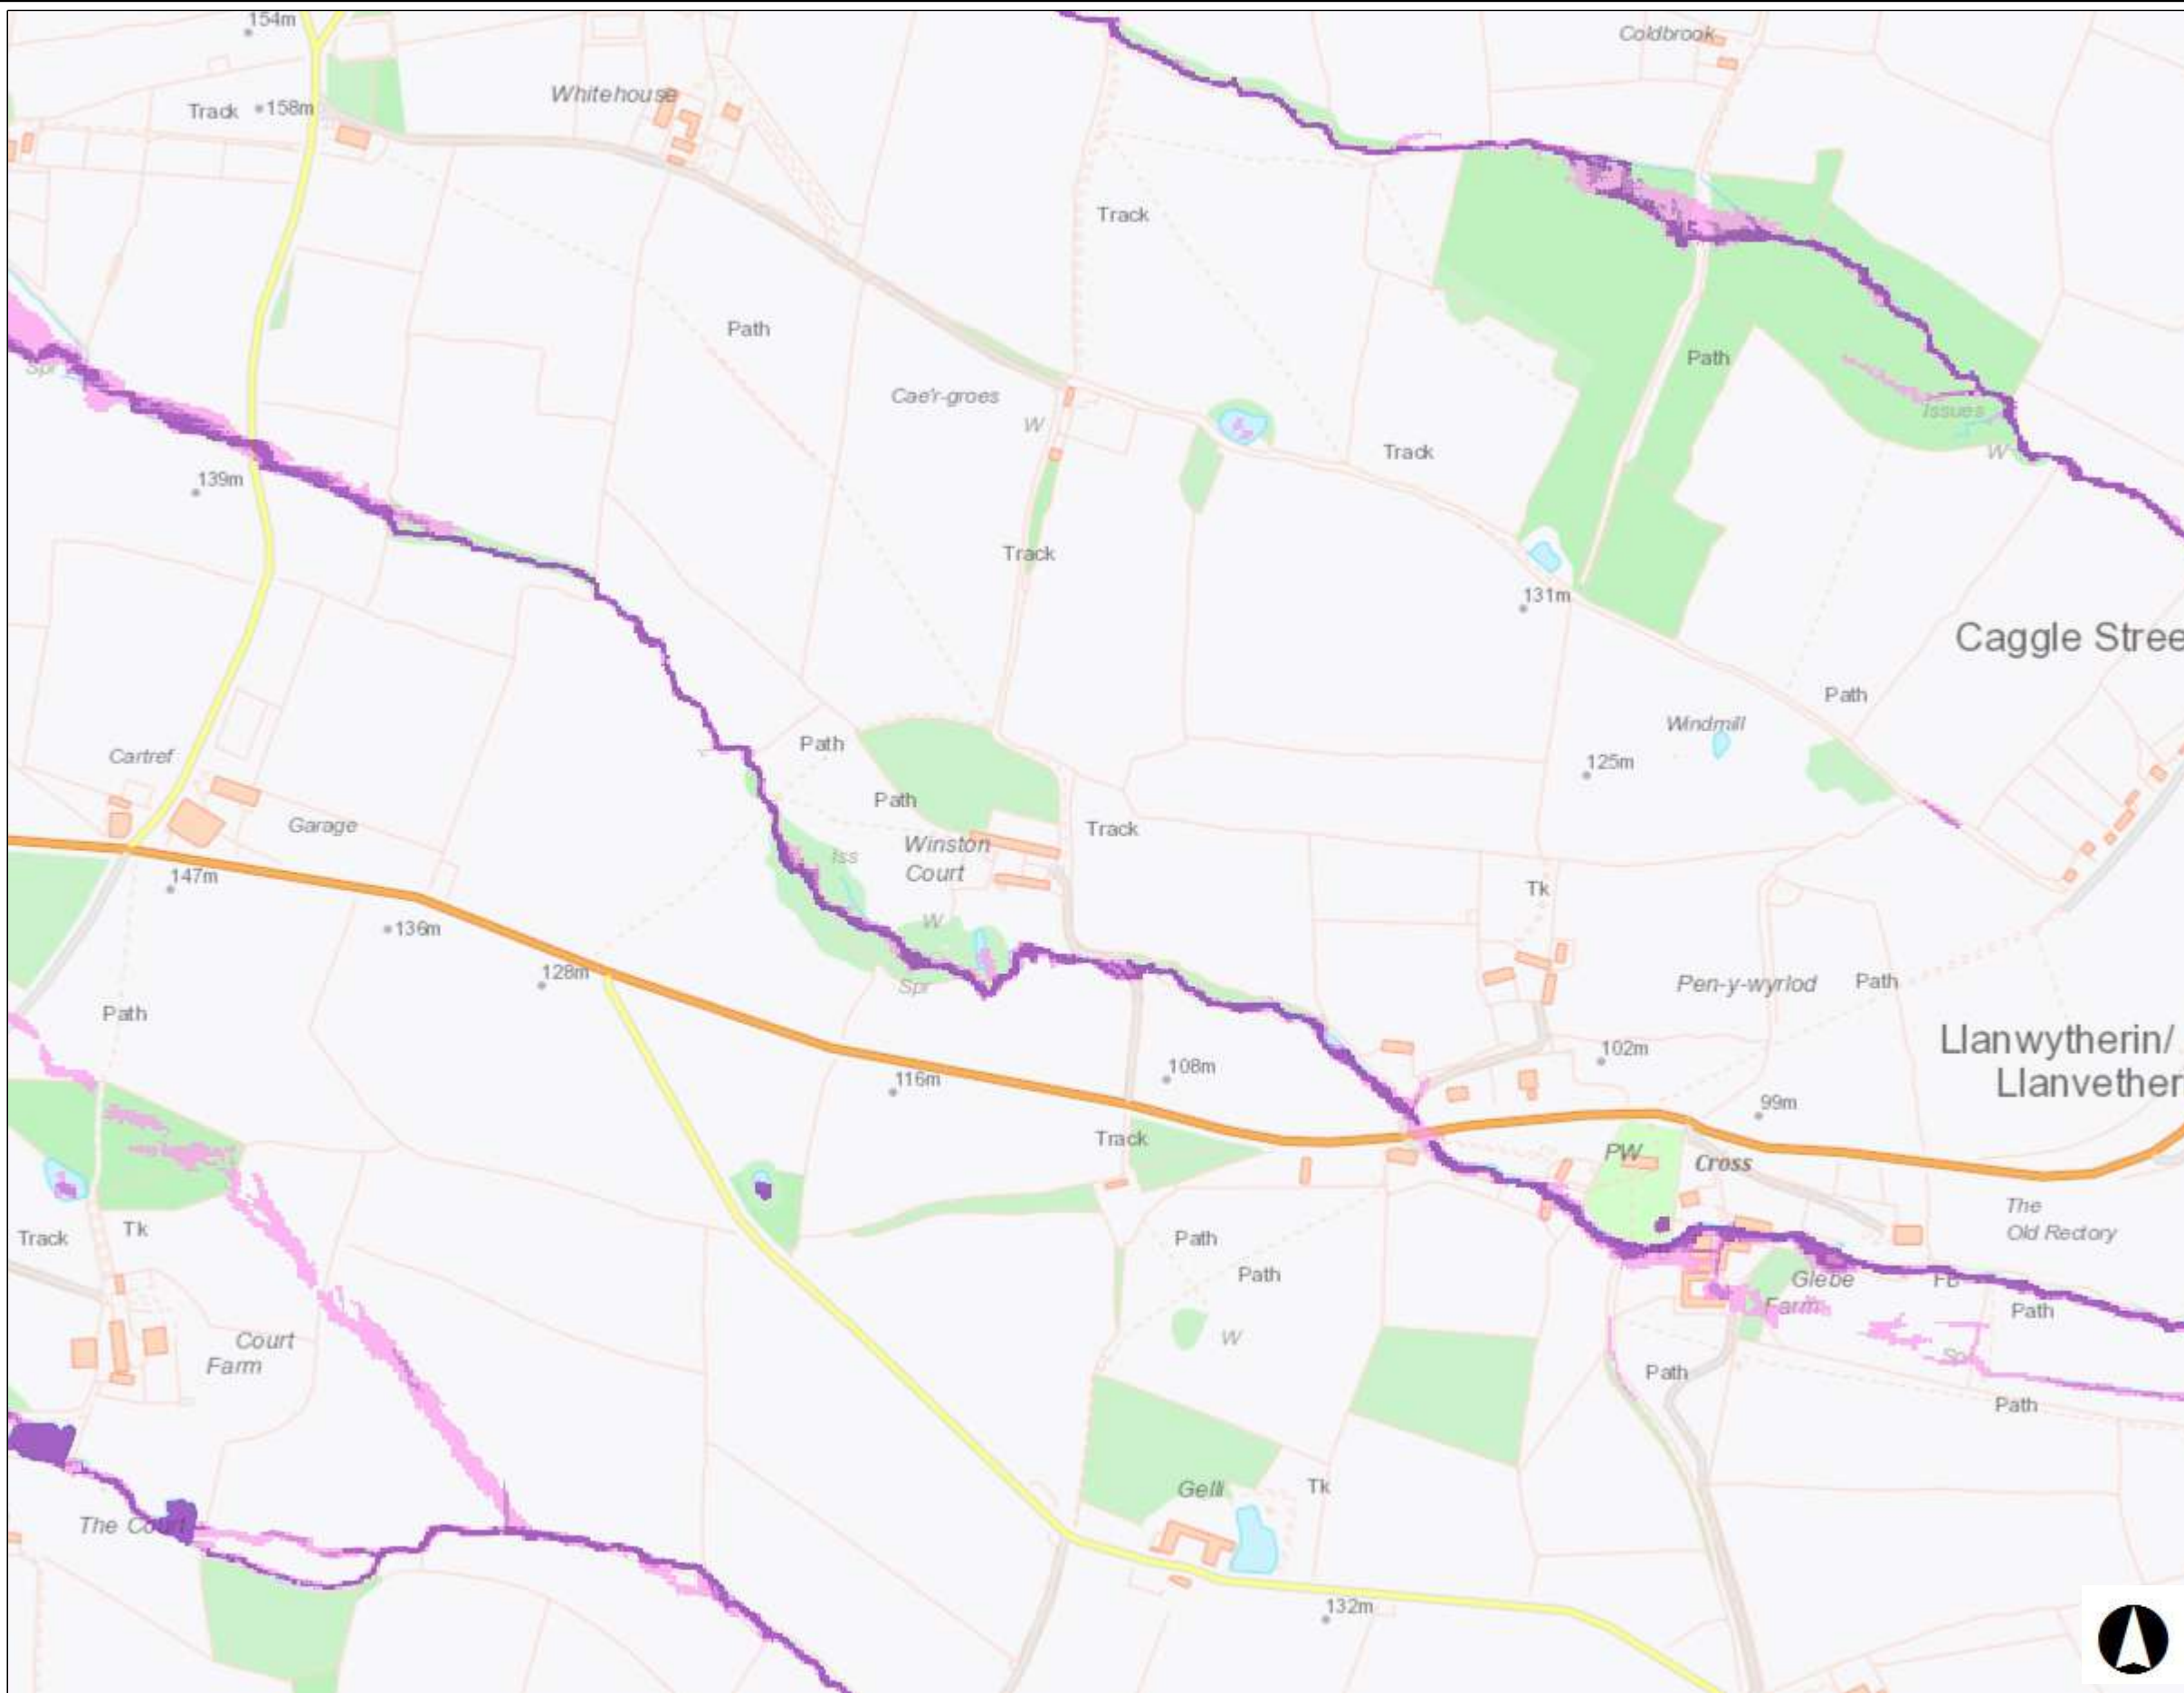 154m
Coldbrook
Whitehouse
Track
158m
Track
Path
Path
Spr
Cae'r-groes
W
Issues
Track
W
139m
Track
131m
Caggle Stree
Path
Windmill
Path
Cartref
125m
Path
Garage
Track
Iss
Winston
Court
147m
Tk
W
136m
128m
Spr
Pen-y-wyrlod
Path
Path
Llanwytherin/
Llanvether
102m
108m
116m
99m
Track
PW
Cross
The
Old Rectory
Tk
Track
Path
Path
Glebe
Farm
FB
Path
W
Court
Farm
Spr
Path
Path
Gelli
Tk
The Court
132m